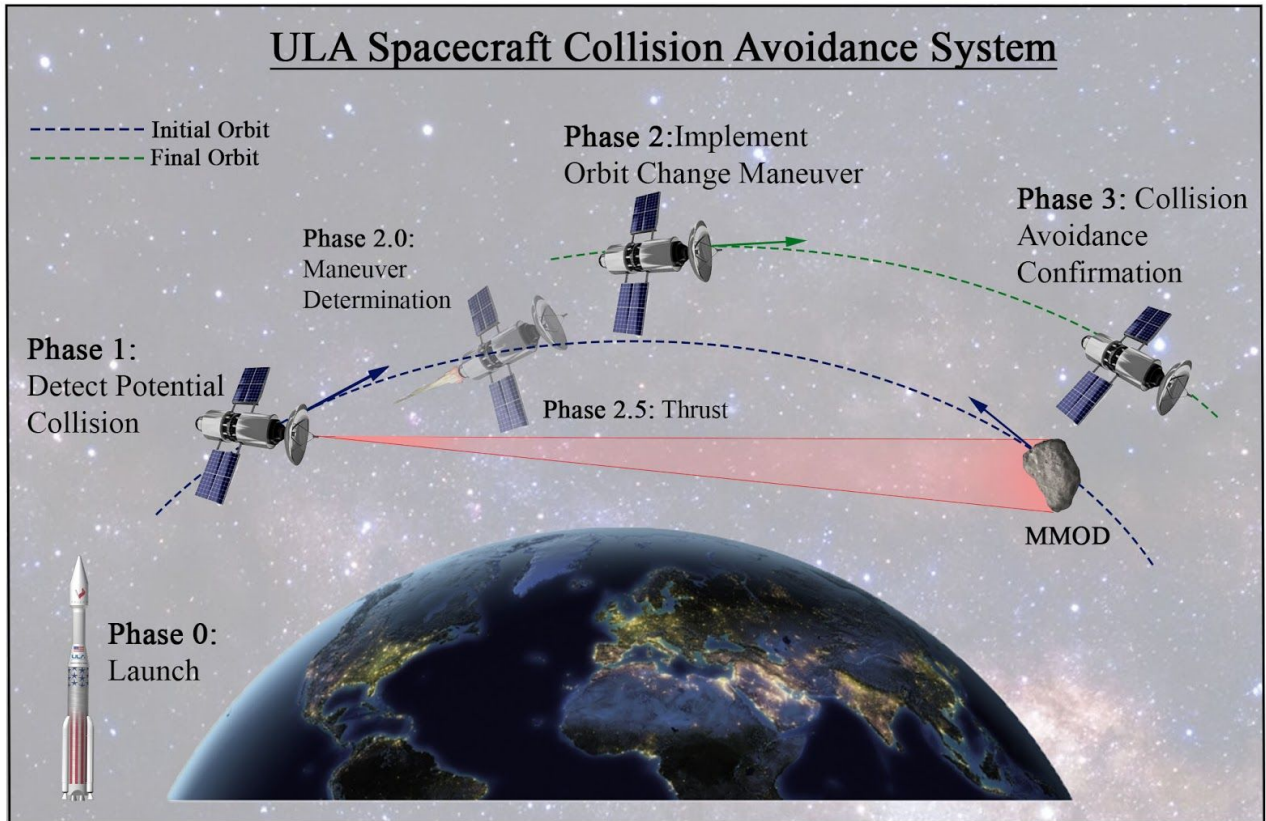 ULA Spacecraft Collision Avoidance System
Initial Orbit
Final Orbit
Phase 2:Implement
Orbit Change Maneuver
Phase 3: Collision
Avoidance
Confirmation
Phase 2.0:
Maneuver
Determination
Phase 1:
Detect Potential
Collision
Phase 2.5: Thrust
MMOD
Phase 0:
Launch
ULA